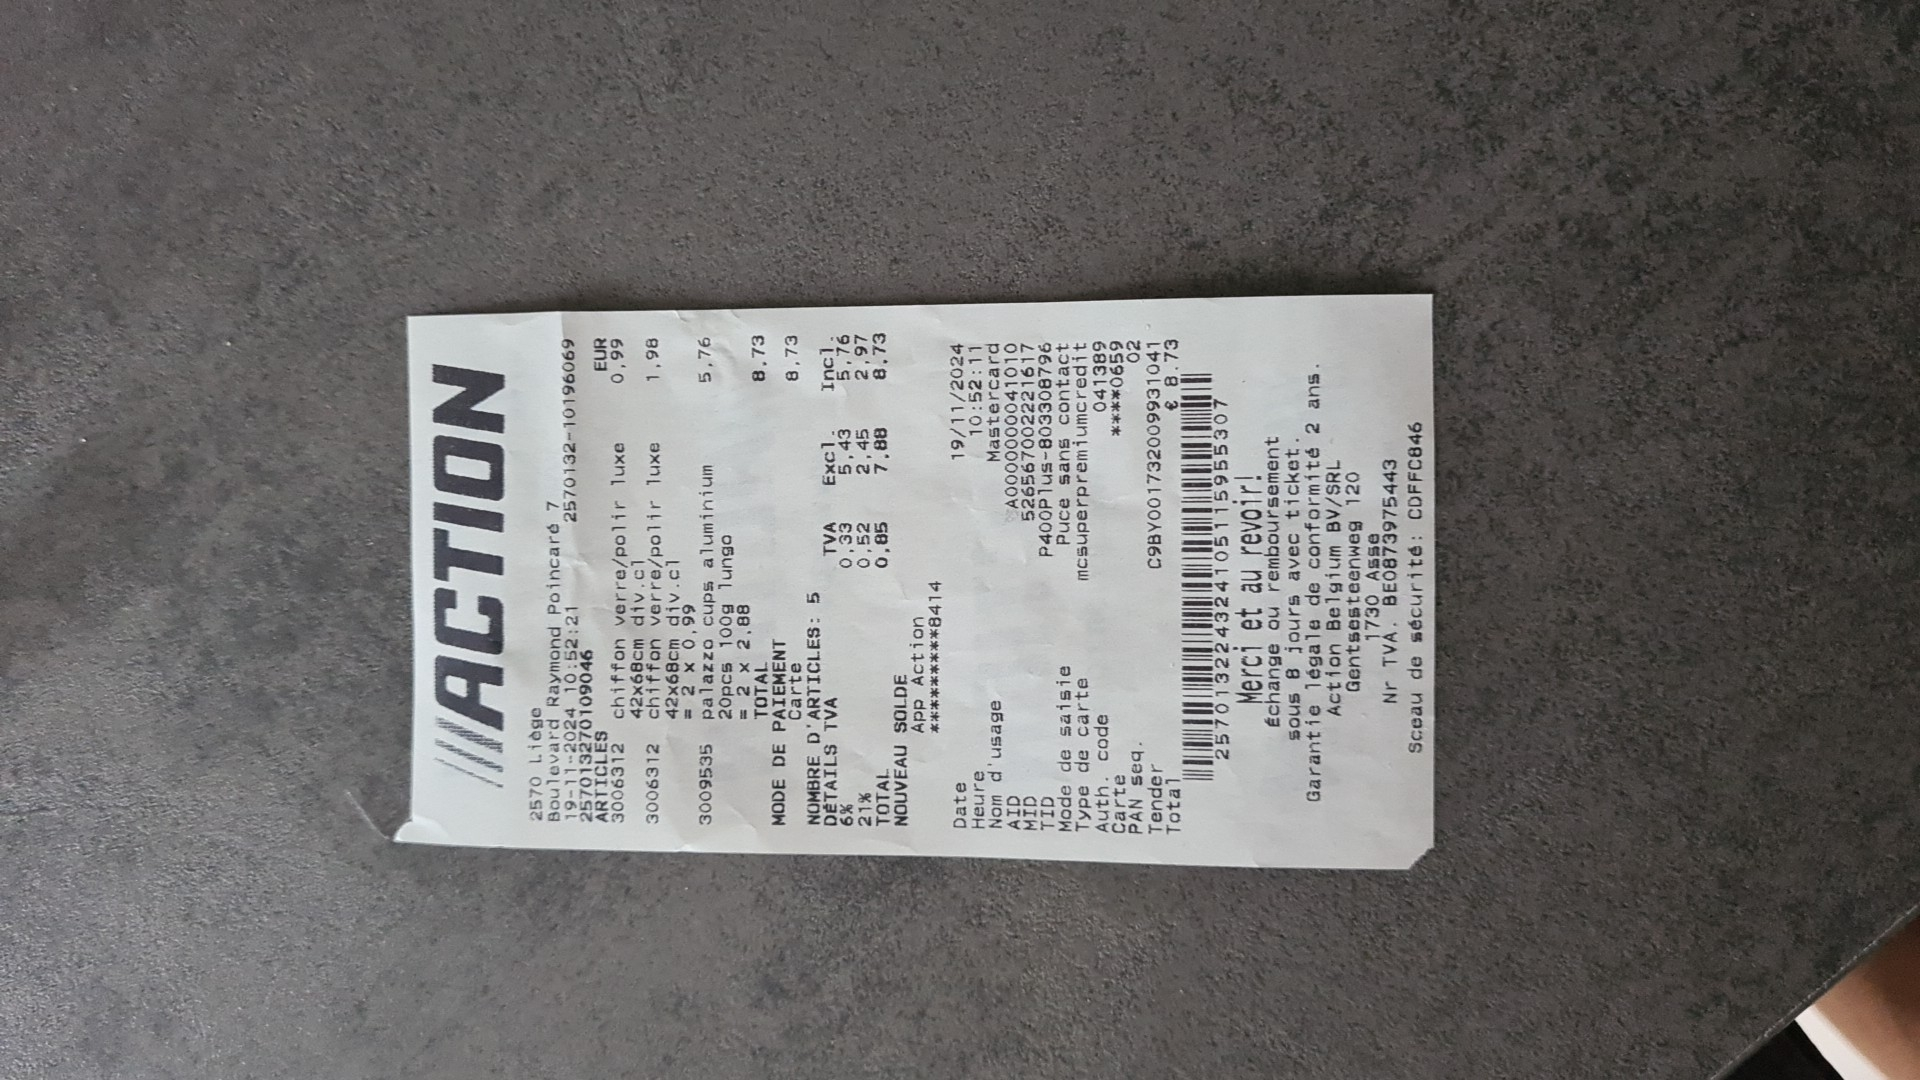 ACTION
2570 Liège
Boulevard Raymond Poincaré 7
19-11-2024 10:52:21 2570132-10196069
257013270109046
ARTICLES EUR
3006312 chiffon verre/polir luxe 0,99
42x68cm div.cl
3006312 chiffon verre/polir luxe 1,98
42x68cm div.cl
= 2 x 0,99
3009535 palazzo cups aluminium 5,76
20pcs 100g lungo
= 2 x 2,88
TOTAL 8,73
MODE DE PAIEMENT
Carte 8,73
NOMBRE D'ARTICLES: 5
DÉTAILS TVA TVA Excl. Incl.
6% 0,33 5,43 5,76
21% 0,52 2,45 2,97
TOTAL 0,85 7,88 8,73
NOUVEAU SOLDE
App Action
***********8414
Date 19/11/2024
Heure 10:52:11
Nom d'usage Mastercard
AID A0000000041010
MID 526567002221617
TID P400Plus-803308796
Mode de saisie Puce sans contact
Type de carte mcsuperpremiumcredit
Auth. code 041389
Carte ****0659
PAN seq. 02
Tender C9BY001732009931041
Total € 8,73
2570132243241051159553​07
Merci et au revoir!
Échange ou remboursement
sous 8 jours avec ticket.
Garantie légale de conformité 2 ans.
Action Belgium BV/SRL
Gentsesteenweg 120
1730 Asse
Nr TVA. BE0873975443
Sceau de sécurité: CDFFC846